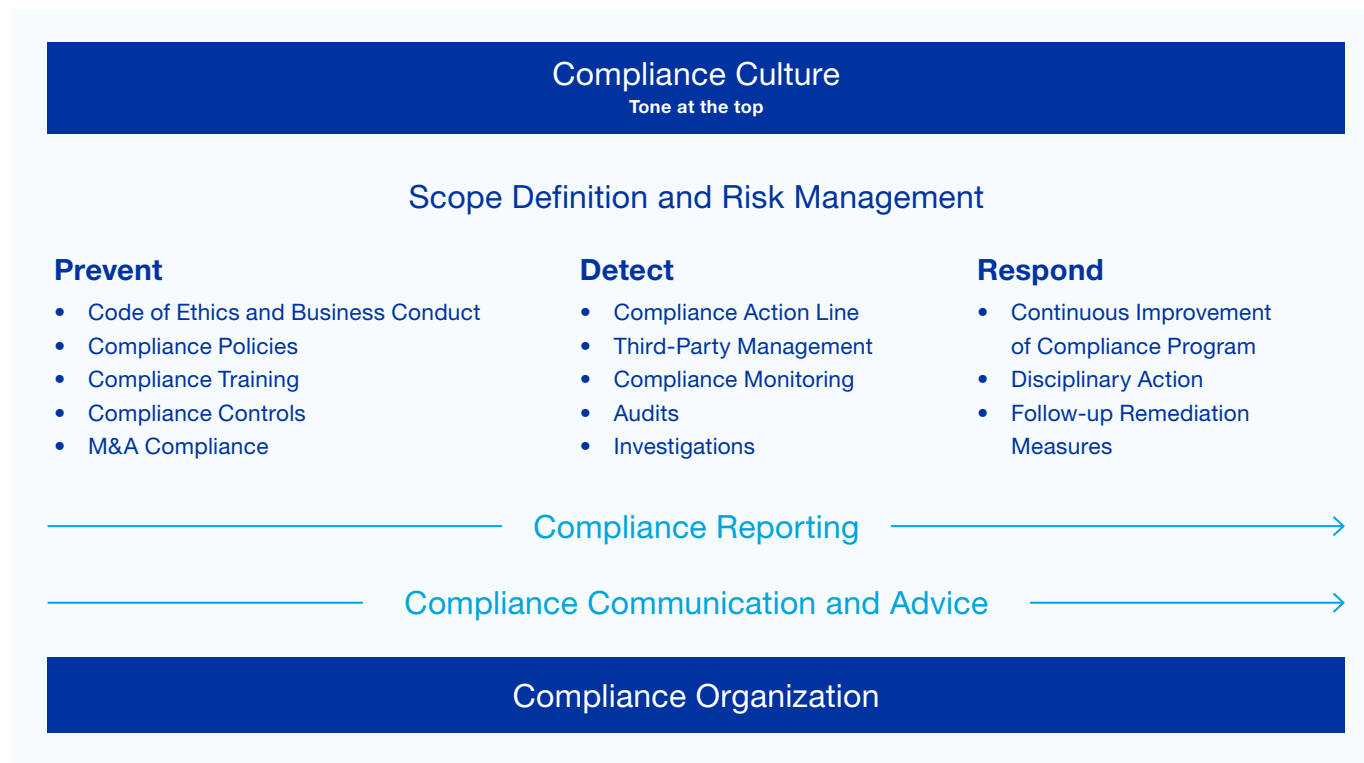 Compliance Culture
Tone at the top
Scope Definition and Risk Management
Prevent
• Code of Ethics and Business Conduct
• Compliance Policies
• Compliance Training
• Compliance Controls
• M&A Compliance
Detect
• Compliance Action Line
• Third-Party Management
• Compliance Monitoring
• Audits
• Investigations
Respond
• Continuous Improvement
of Compliance Program
• Disciplinary Action
• Follow-up Remediation
Measures
Compliance Reporting
Compliance Communication and Advice
Compliance Organization